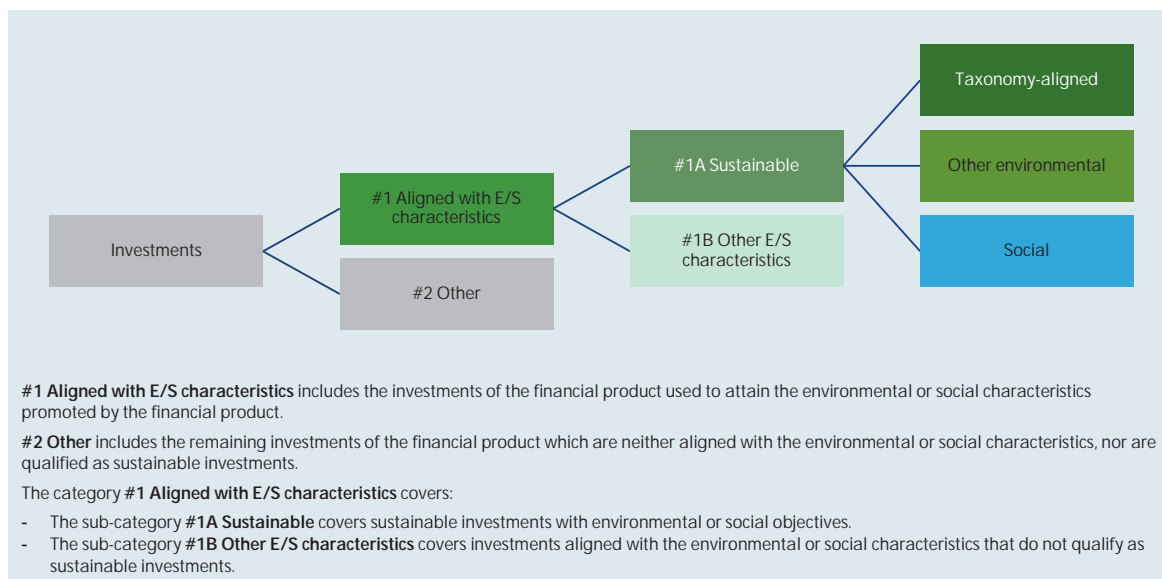 Taxonomy-aligned
#1A Sustainable
Other environmental
#1 Aligned with E/S
characteristics
Investments
#1B Other E/S
characteristics
Social
#2 Other
#1 Aligned with E/S characteristics includes the investments of the financial product used to attain the environmental or social characteristics
promoted by the financial product.
#2 Other includes the remaining investments of the financial product which are neither aligned with the environmental or social characteristics, nor are
qualified as sustainable investments.
The category #1 Aligned with E/S characteristics covers:
- The sub-category #1A Sustainable covers sustainable investments with environmental or social objectives.
- The sub-category #1B Other E/S characteristics covers investments aligned with the environmental or social characteristics that do not qualify as
sustainable investments.